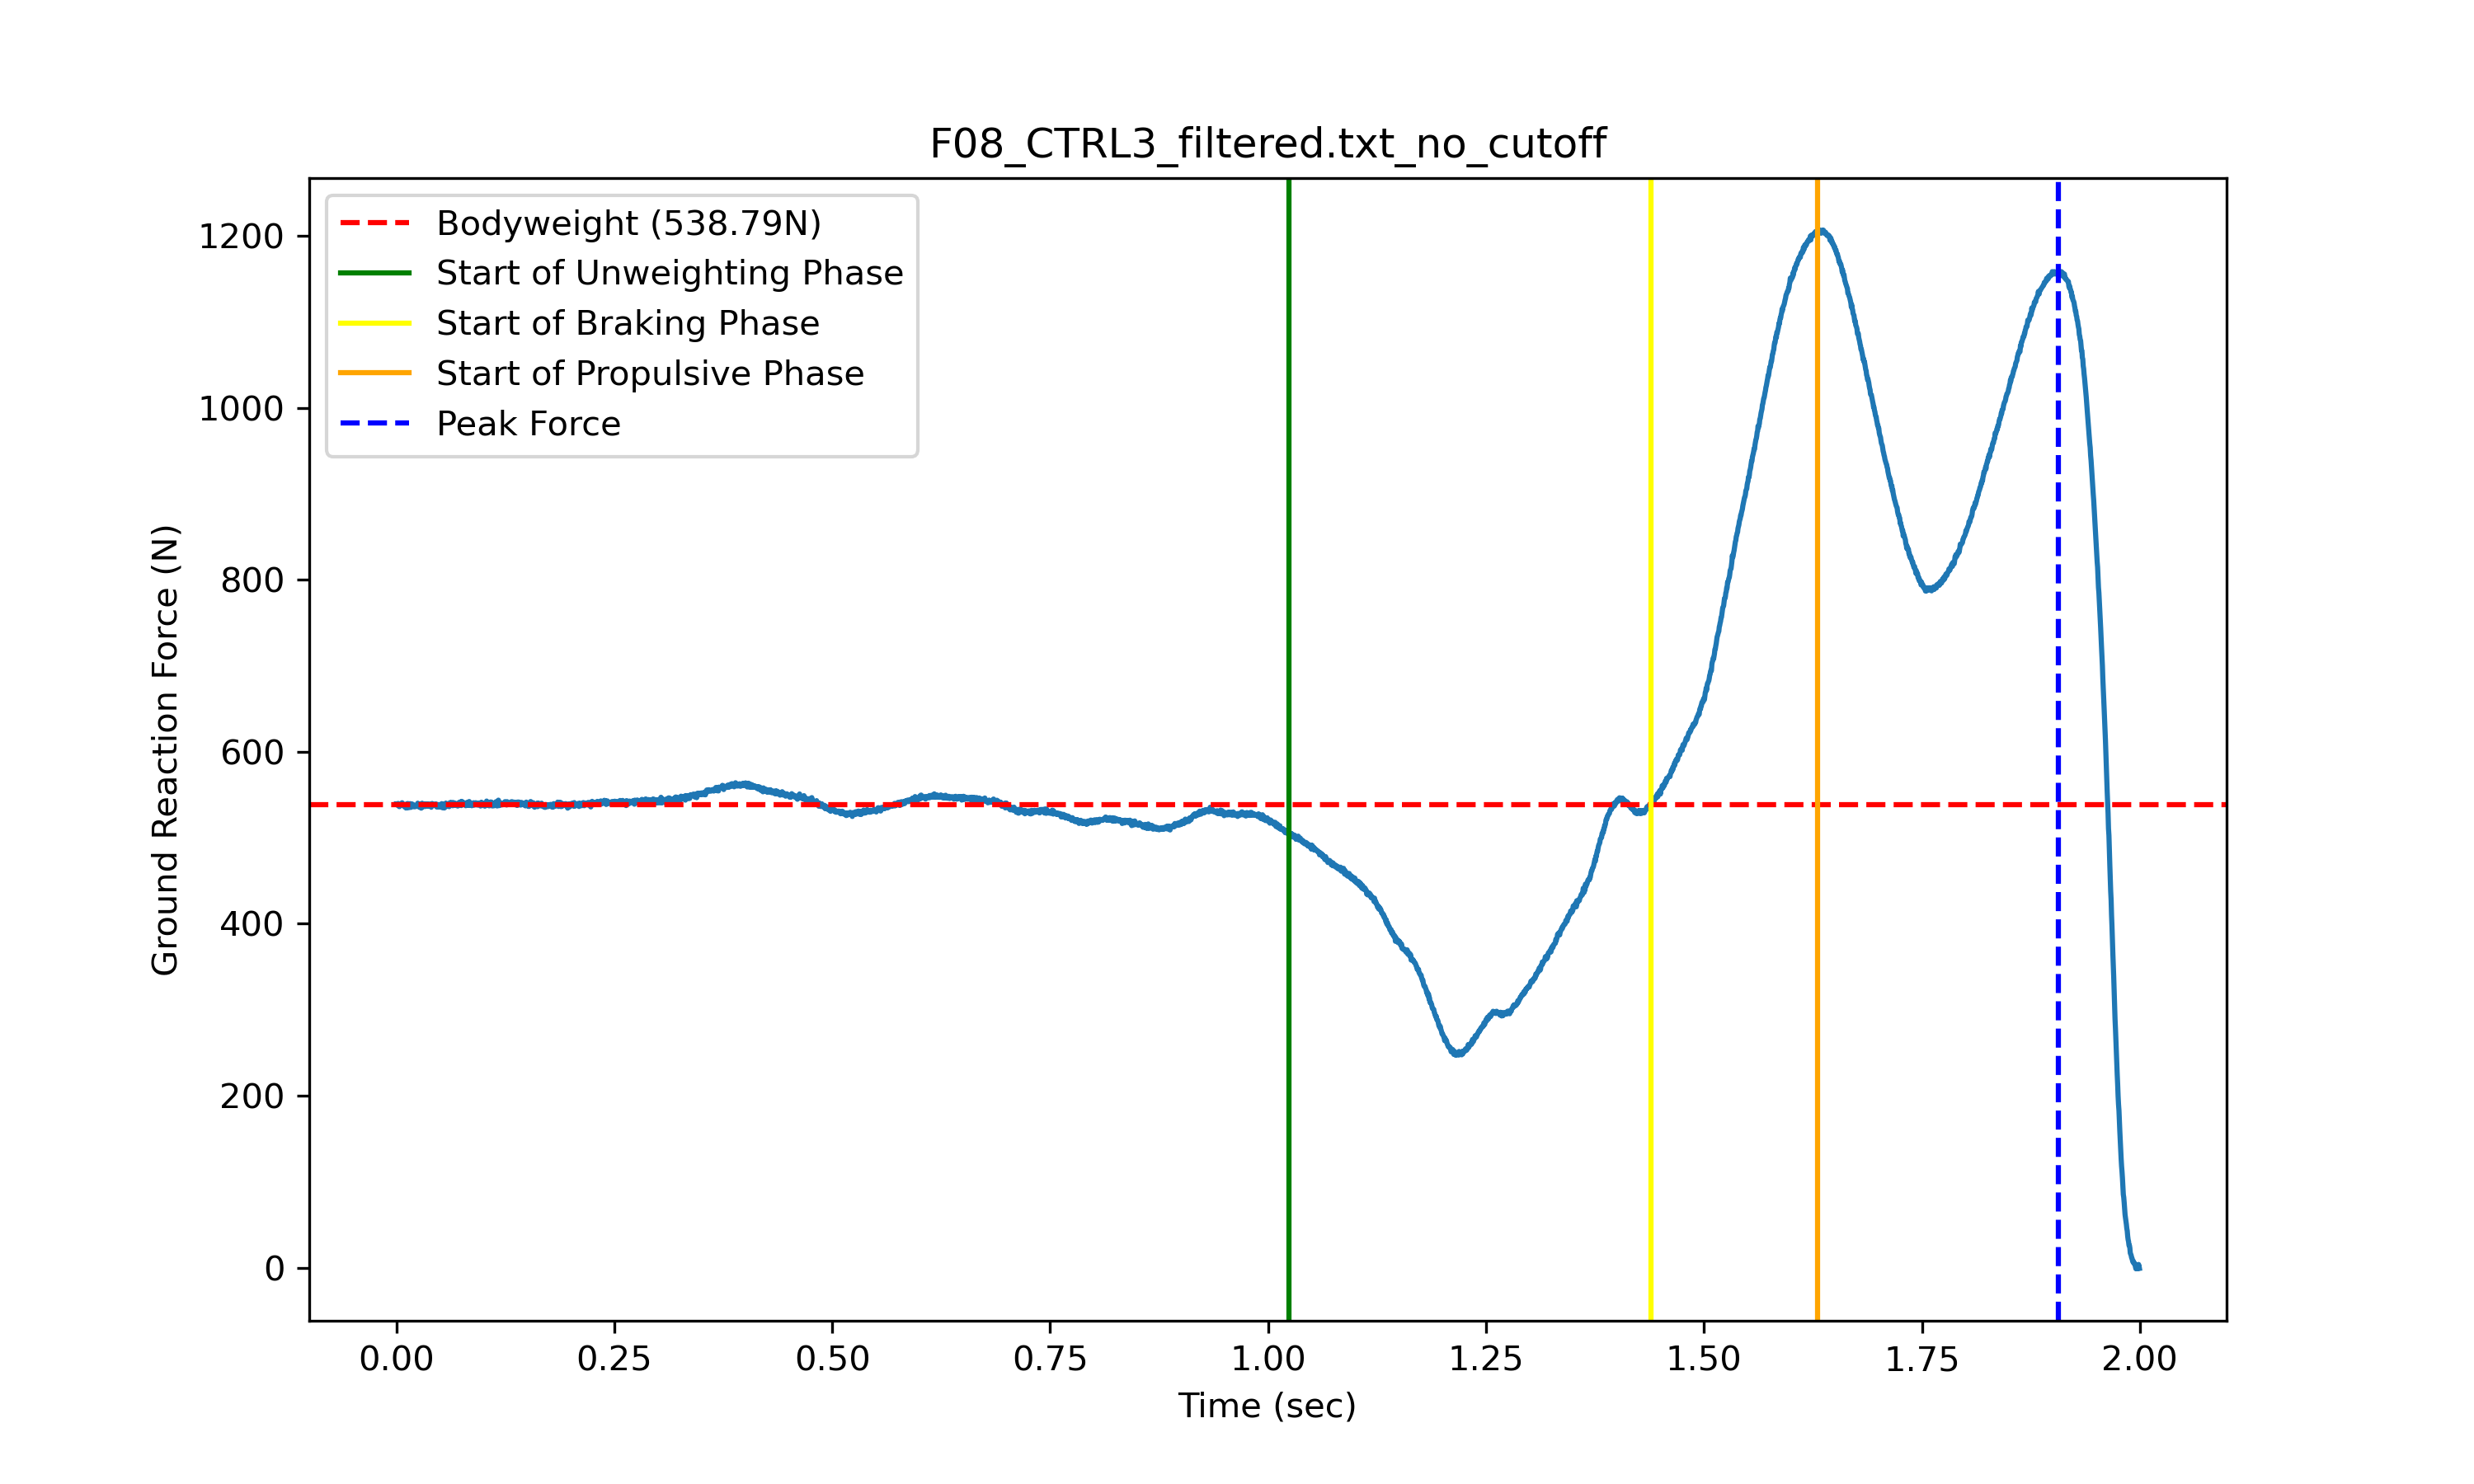 F08_CTRL3_filtered.txt_no_cutoff
Bodyweight (538.79N)
Start of Unweighting Phase
Start of Braking Phase
Start of Propulsive Phase
Peak Force
Ground Reaction Force (N)
1200
1000
800
600
400
200
0
0.00 0.25 0.50 0.75 1.00 1.25 1.50 1.75 2.00
Time (sec)